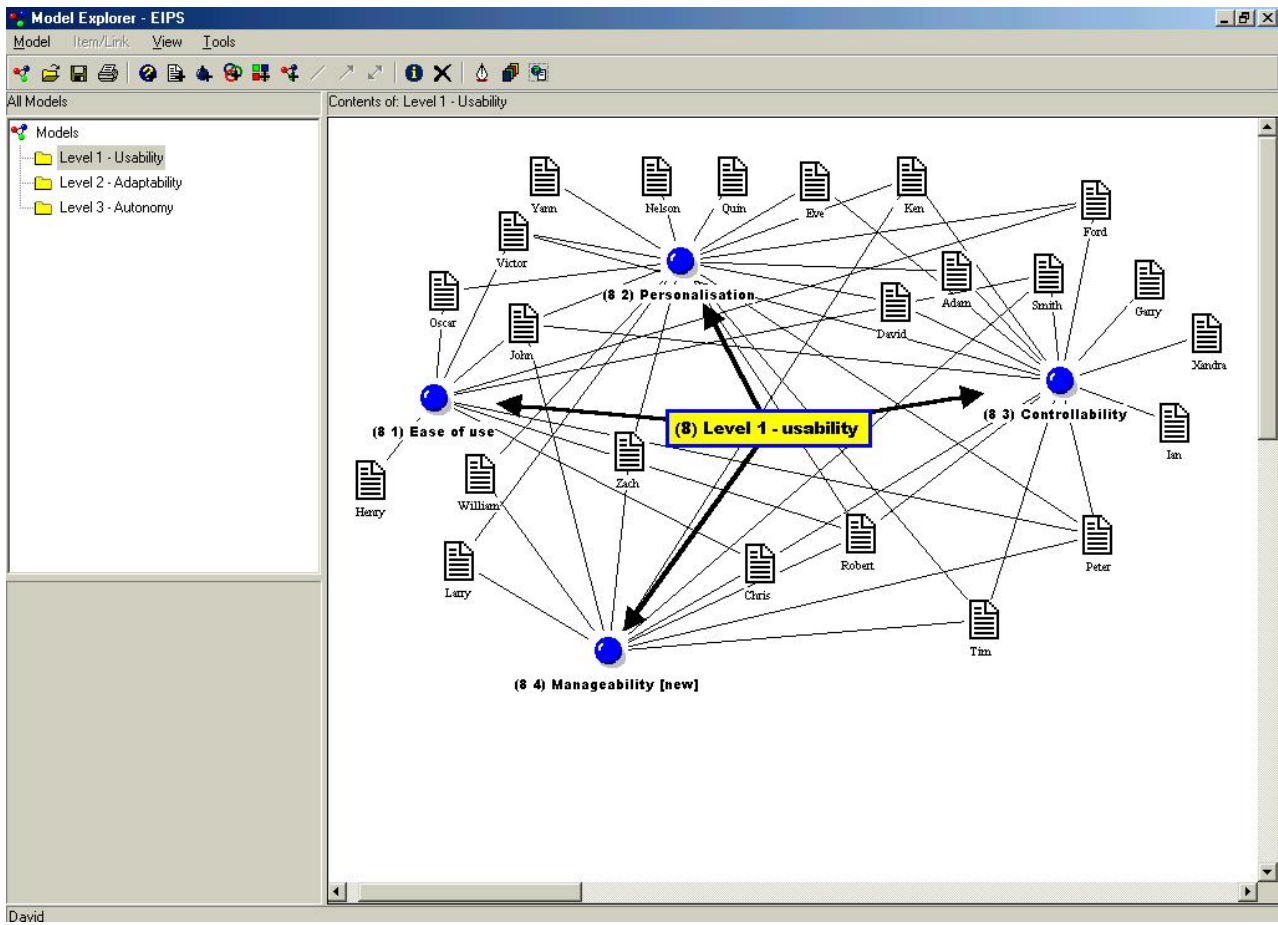 Model Explorer - EIPS
Model Item/Link View Tools
All Models
Contents of: Level 1 - Usability
Models
Level 1 - Usability
Level 2 - Adaptability
Level 3 - Autonomy
Yann
Nelson
Quin
Eve
Ken
Ford
Victor
(8 2) Personalisation
Adam
Smith
Garry
Oscar
John
David
Xandra
(8 1) Ease of use
(8) Level 1 - usability
(8 3) Controllability
Ian
Zach
Henry
William
Larry
Chris
Robert
Peter
Tim
(8 4) Manageability [new]
David